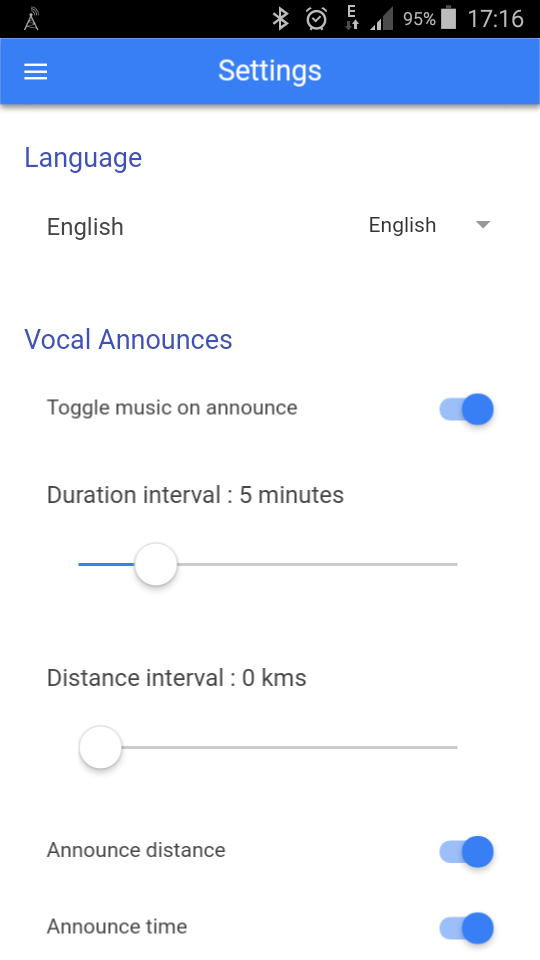 E 95% 17:16
Settings
Language
English English
Vocal Announces
Toggle music on announce
Duration interval : 5 minutes
Distance interval : 0 kms
Announce distance
Announce time